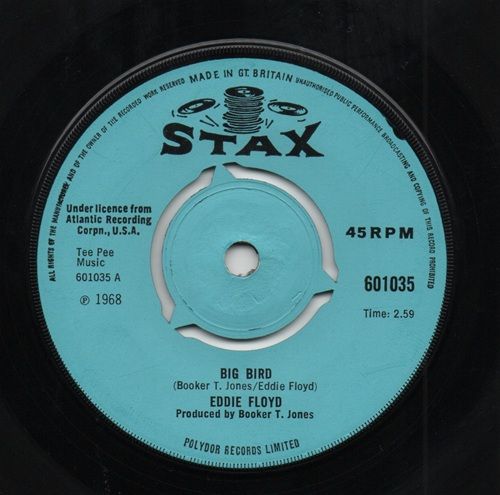 MADE IN GT. BRITAIN
ALL RIGHTS OF THE MANUFACTURER AND OF THE OWNER OF THE RECORDED WORK RESERVED
UNAUTHORISED PUBLIC PERFORMANCE BROADCASTING AND COPYING OF THIS RECORD PROHIBITED
STAX
Under licence from
Atlantic Recording
Corpn., U.S.A.
Tee Pee
Music
601035 A
℗ 1968
45 RPM
601035
Time: 2.59
BIG BIRD
(Booker T. Jones/Eddie Floyd)
EDDIE FLOYD
Produced by Booker T. Jones
POLYDOR RECORDS LIMITED